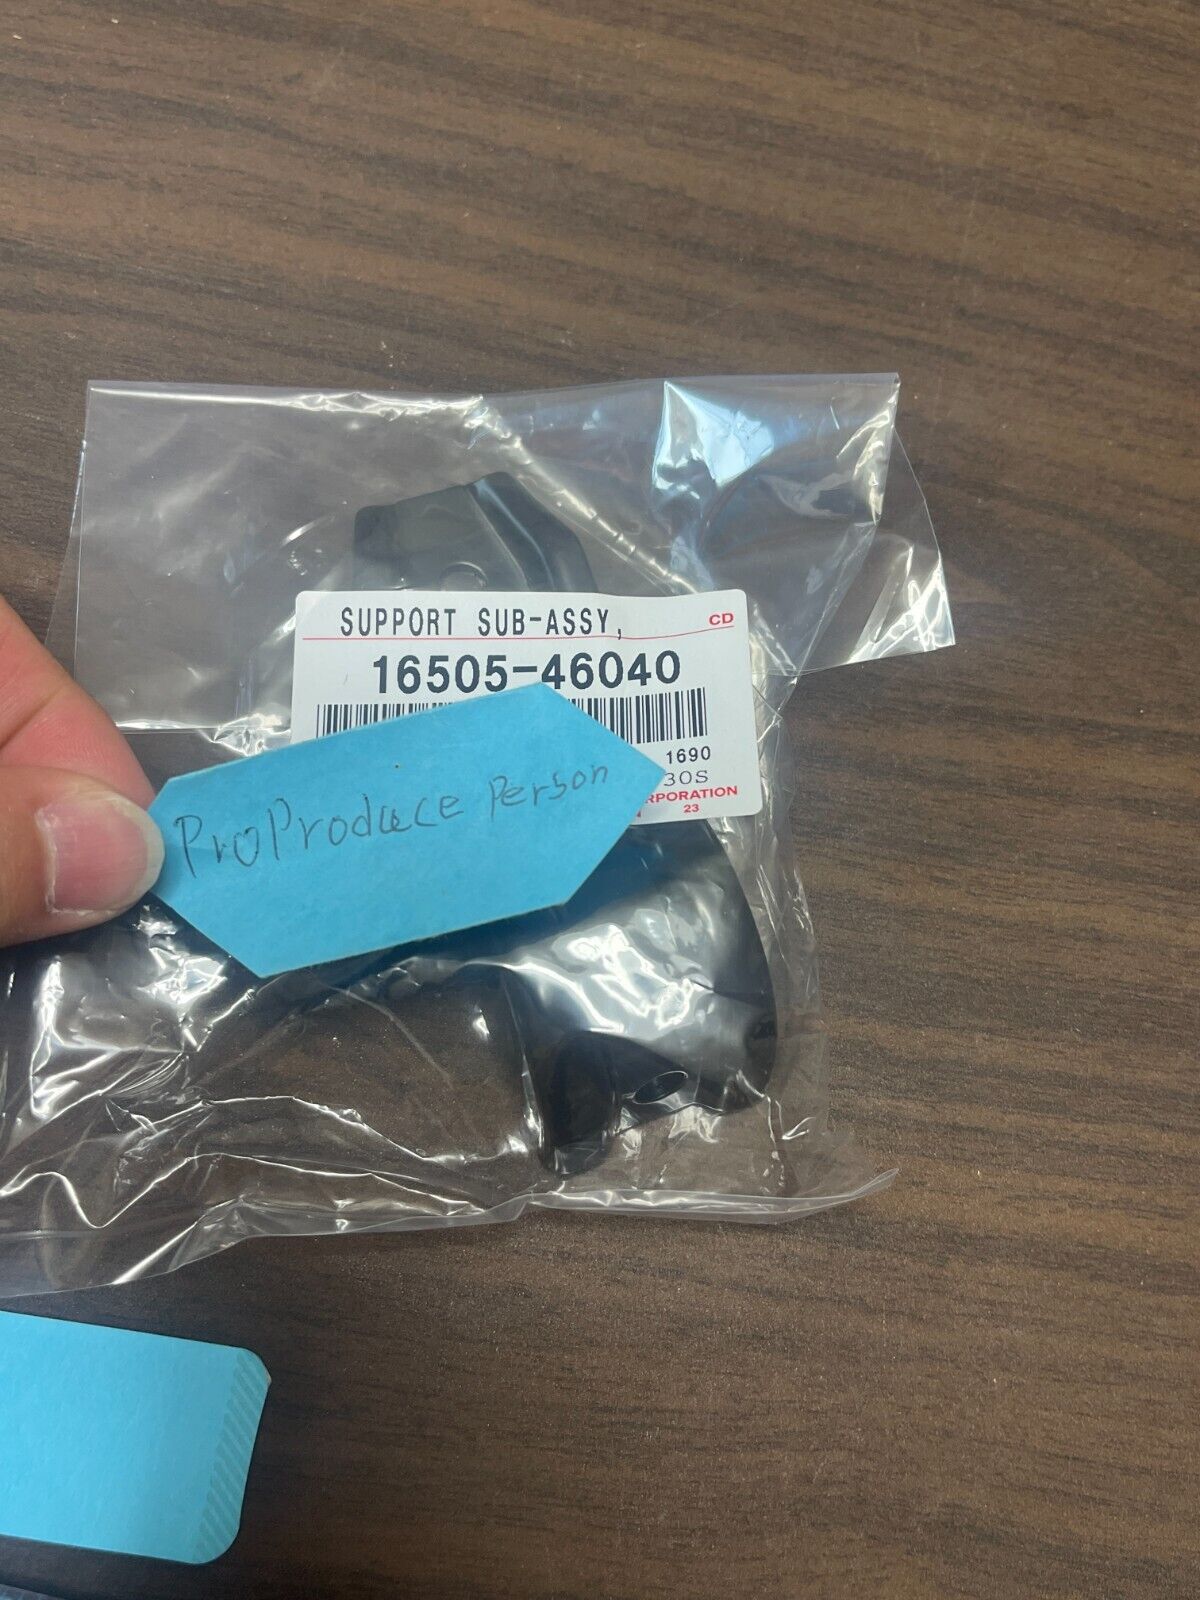 SUPPORT SUB-ASSY,
CD
16505-46040
1690
30S
RPORATION
23
ProProduce Person